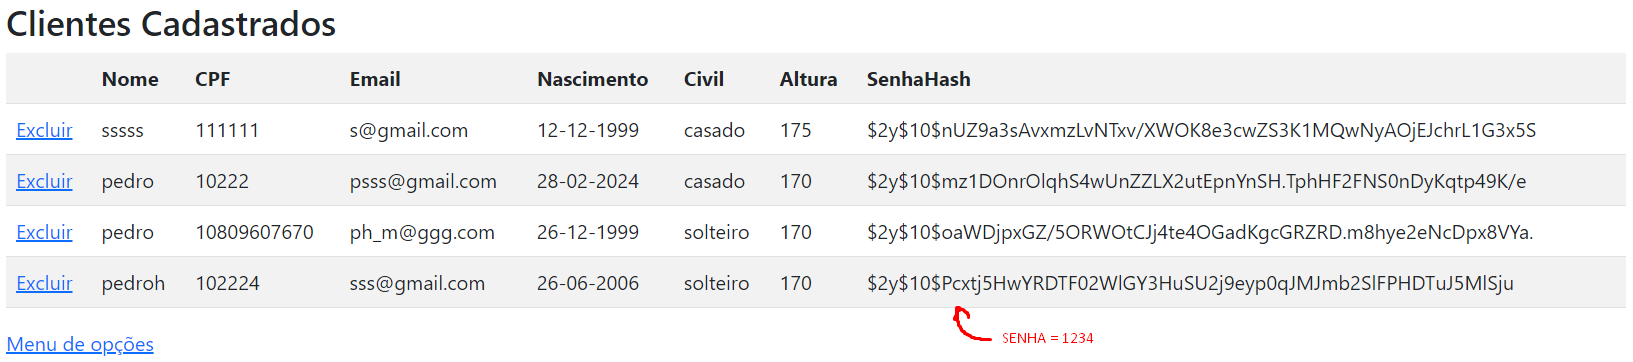 Clientes Cadastrados
Nome CPF Email Nascimento Civil Altura SenhaHash
Excluir sssss 111111 s@gmail.com 12-12-1999 casado 175 $2y$10$nUZ9a3sAvxmzLvNTxv/XWOK8e3cwZS3K1MQwNyAOjEJchrL1G3x5S
Excluir pedro 10222 psss@gmail.com 28-02-2024 casado 170 $2y$10$mz1DOnrOlqhS4wUnZZLX2utEpnYnSH.TphHF2FNS0nDyKqtp49K/e
Excluir pedro 10809607670 ph_m@ggg.com 26-12-1999 solteiro 170 $2y$10$oaWDjpxGZ/5ORWOtCJj4te4OGadKgcGRZRD.m8hye2eNcDpx8VYa.
Excluir pedroh 102224 sss@gmail.com 26-06-2006 solteiro 170 $2y$10$Pcxtj5HwYRDTF02WlGY3HuSU2j9eyp0qJMJmb2SlFPHDTuJ5MlSju
SENHA = 1234
Menu de opções